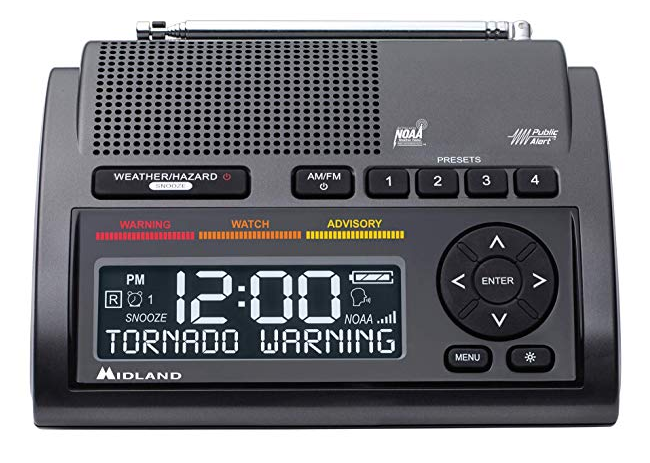 NOAA
Public
Alert
PRESETS
WEATHER/HAZARD
SNOOZE
AM/FM
1 2 3 4
WARNING WATCH ADVISORY
PM
12:00
R 1
SNOOZE
NOAA
TORNADO WARNING
MIDLAND
ENTER
MENU